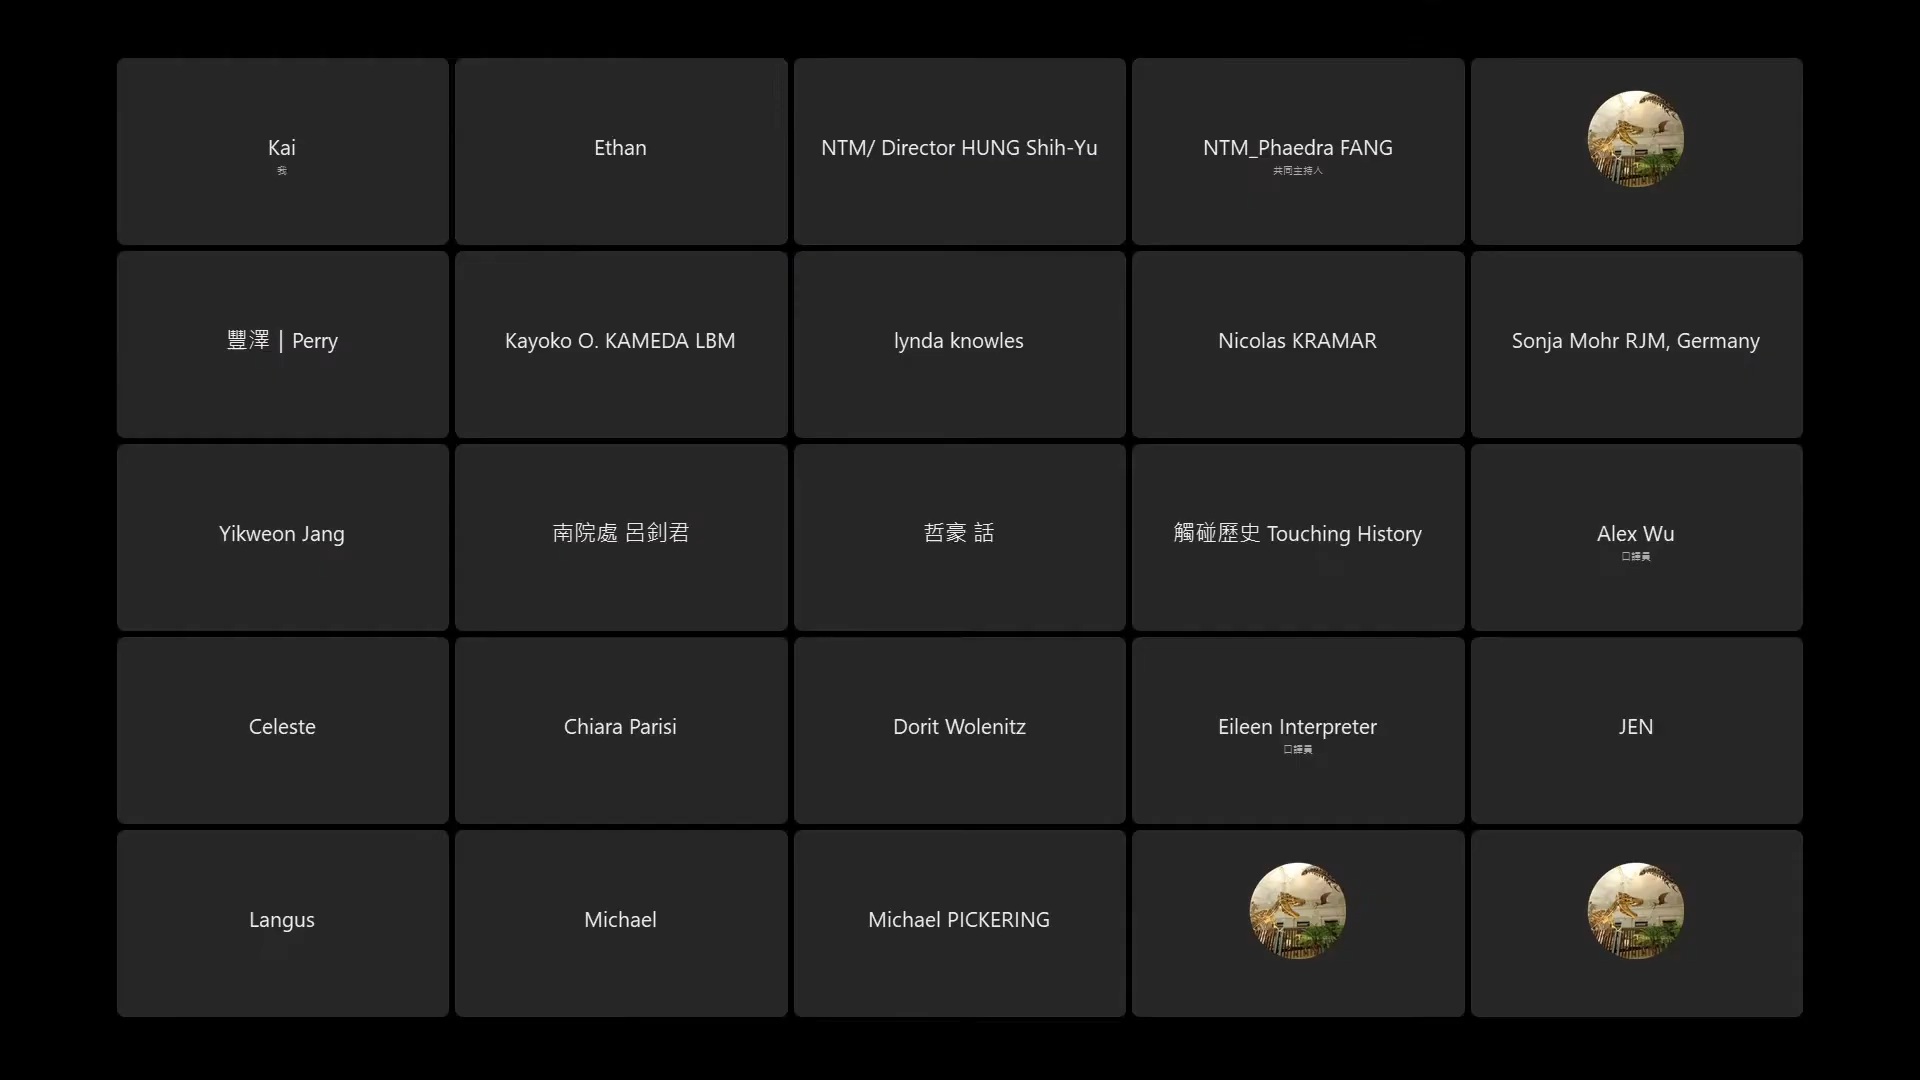 Kai
我
Ethan
NTM/ Director HUNG Shih-Yu
NTM_Phaedra FANG
共同主持人
豐澤｜Perry
Kayoko O. KAMEDA LBM
lynda knowles
Nicolas KRAMAR
Sonja Mohr RJM, Germany
Yikweon Jang
南院處 呂釗君
哲豪 話
觸碰歷史 Touching History
Alex Wu
口譯員
Celeste
Chiara Parisi
Dorit Wolenitz
Eileen Interpreter
口譯員
JEN
Langus
Michael
Michael PICKERING